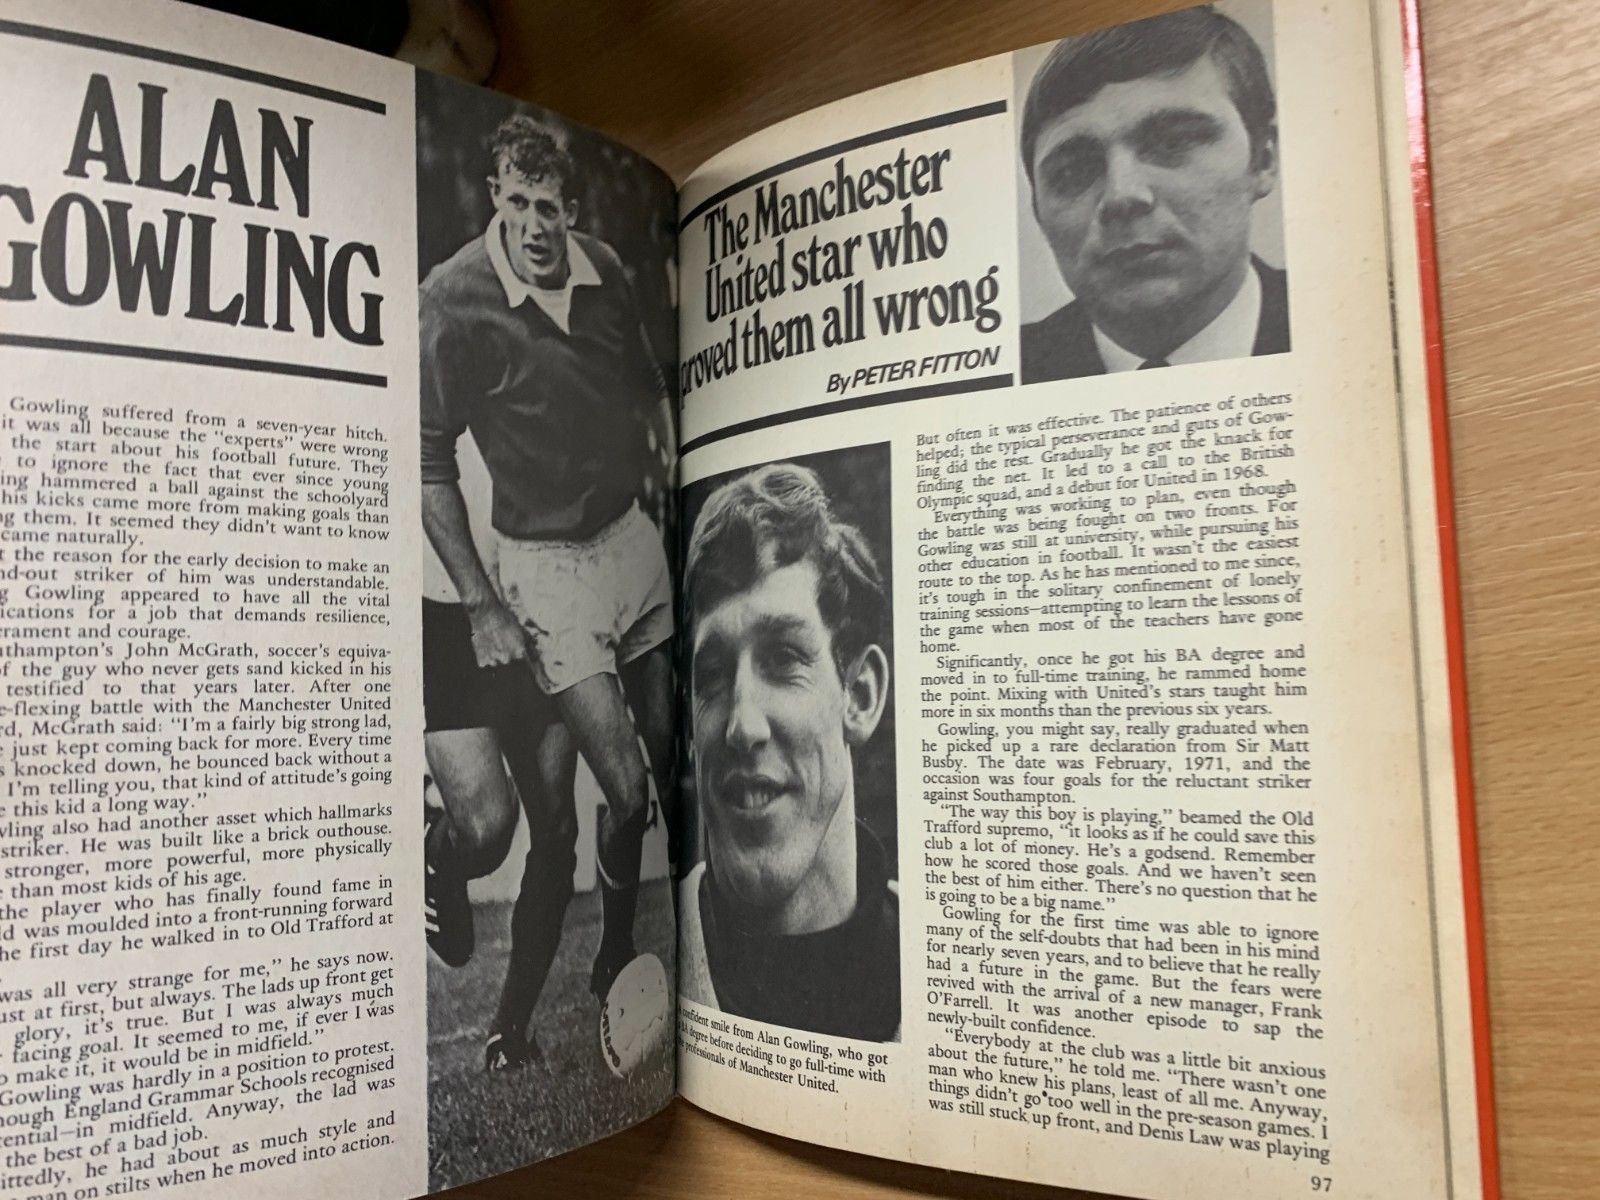 ALAN
GOWLING
Gowling suffered from a seven-year hitch.
it was all because the "experts" were wrong
the start about his football future. They
to ignore the fact that ever since young
ing hammered a ball against the schoolyard
his kicks came more from making goals than
ng them. It seemed they didn't want to know
came naturally.
t the reason for the early decision to make an
nd-out striker of him was understandable.
g Gowling appeared to have all the vital
ications for a job that demands resilience,
erament and courage.
uthampton's John McGrath, soccer's equiva-
of the guy who never gets sand kicked in his
testified to that years later. After one
e-flexing battle with the Manchester United
rd, McGrath said: "I'm a fairly big strong lad,
e just kept coming back for more. Every time
s knocked down, he bounced back without a
I'm telling you, that kind of attitude's going
e this kid a long way."
wling also had another asset which hallmarks
striker. He was built like a brick outhouse.
stronger, more powerful, more physically
e than most kids of his age.
the player who has finally found fame in
ld was moulded into a front-running forward
he first day he walked in to Old Trafford at
was all very strange for me," he says now.
ust at first, but always. The lads up front get
glory, it's true. But I was always much
r facing goal. It seemed to me, if ever I was
o make it, it would be in midfield."
Gowling was hardly in a position to protest.
hough England Grammar Schools recognised
tential—in midfield. Anyway, the lad was
the best of a bad job.
ittedly, he had about as much style and
man on stilts when he moved into action.
The Manchester
United star who
proved them all wrong
By PETER FITTON
A confident smile from Alan Gowling, who got
a BA degree before deciding to go full-time with
the professionals of Manchester United.
But often it was effective. The patience of others
helped; the typical perseverance and guts of Gow-
ling did the rest. Gradually he got the knack for
finding the net. It led to a call to the British
Olympic squad, and a debut for United in 1968.
Everything was working to plan, even though
the battle was being fought on two fronts. For
Gowling was still at university, while pursuing his
other education in football. It wasn't the easiest
route to the top. As he has mentioned to me since,
it's tough in the solitary confinement of lonely
training sessions—attempting to learn the lessons of
the game when most of the teachers have gone
home.
Significantly, once he got his BA degree and
moved in to full-time training, he rammed home
the point. Mixing with United's stars taught him
more in six months than the previous six years.
Gowling, you might say, really graduated when
he picked up a rare declaration from Sir Matt
Busby. The date was February, 1971, and the
occasion was four goals for the reluctant striker
against Southampton.
"The way this boy is playing," beamed the Old
Trafford supremo, "it looks as if he could save this
club a lot of money. He's a godsend. Remember
how he scored those goals. And we haven't seen
the best of him either. There's no question that he
is going to be a big name."
Gowling for the first time was able to ignore
many of the self-doubts that had been in his mind
for nearly seven years, and to believe that he really
had a future in the game. But the fears were
revived with the arrival of a new manager, Frank
O'Farrell. It was another episode to sap the
newly-built confidence.
"Everybody at the club was a little bit anxious
about the future," he told me. "There wasn't one
man who knew his plans, least of all me. Anyway,
things didn't go too well in the pre-season games. I
was still stuck up front, and Denis Law was playing
97